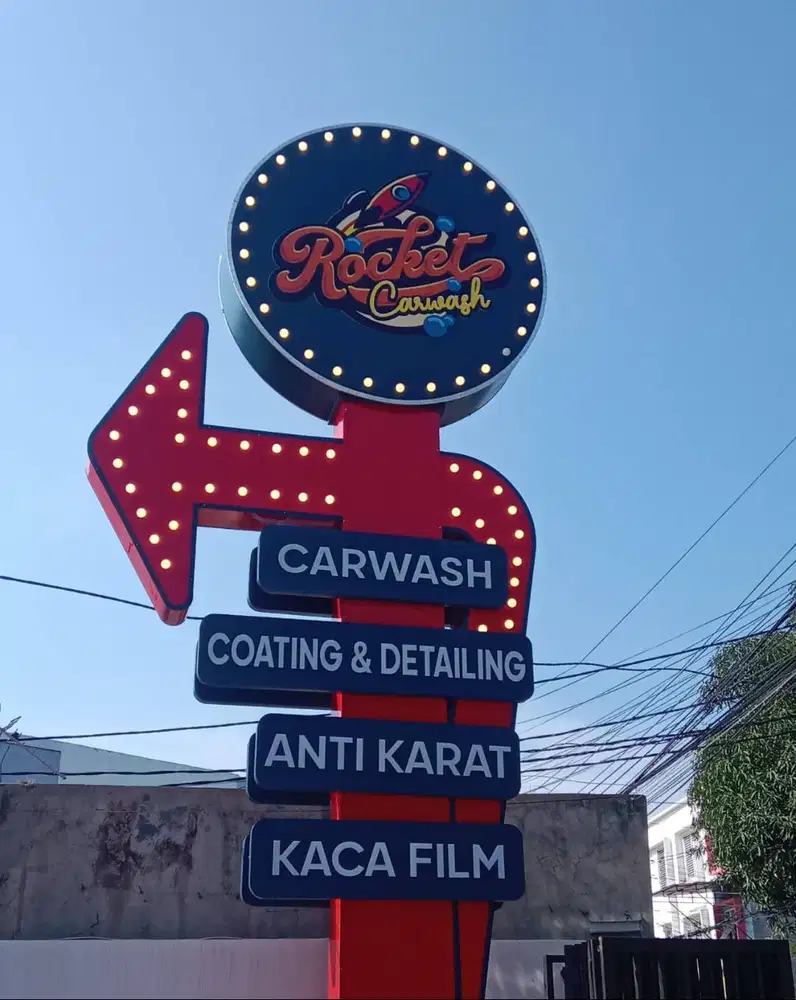 Rocket
Carwash
CARWASH
COATING & DETAILING
ANTI KARAT
KACA FILM